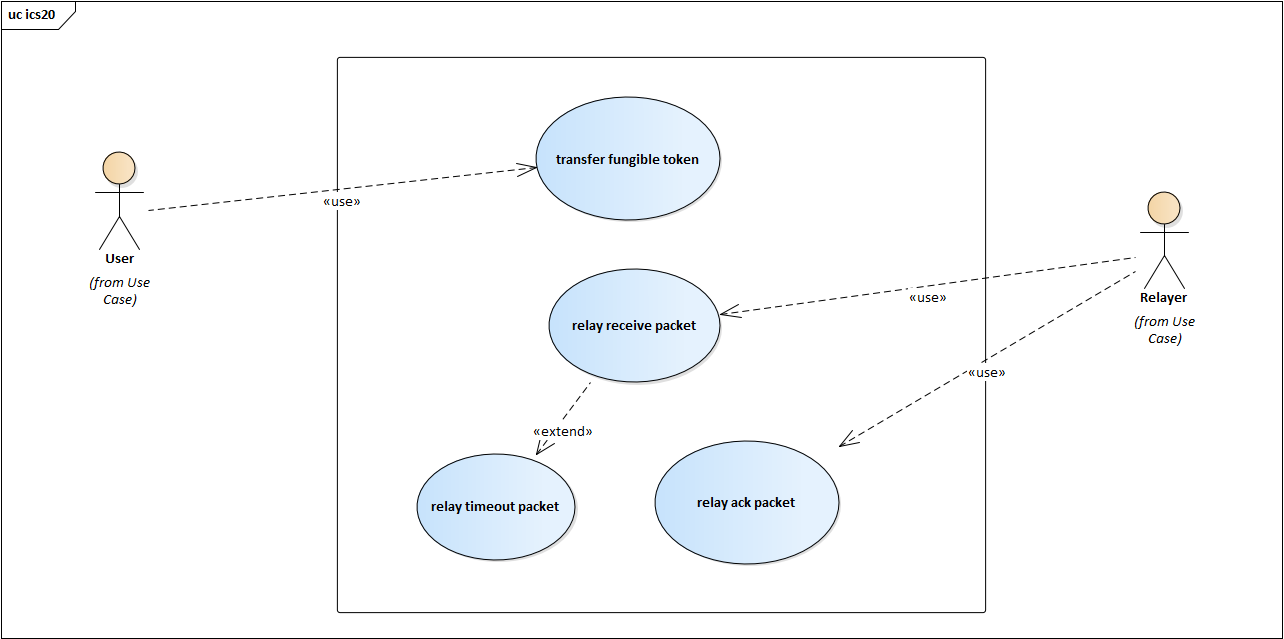 uc ics20
transfer fungible token
«use»
User
(from Use
Case)
relay receive packet
«use»
Relayer
(from Use
Case)
«use»
«extend»
relay timeout packet
relay ack packet